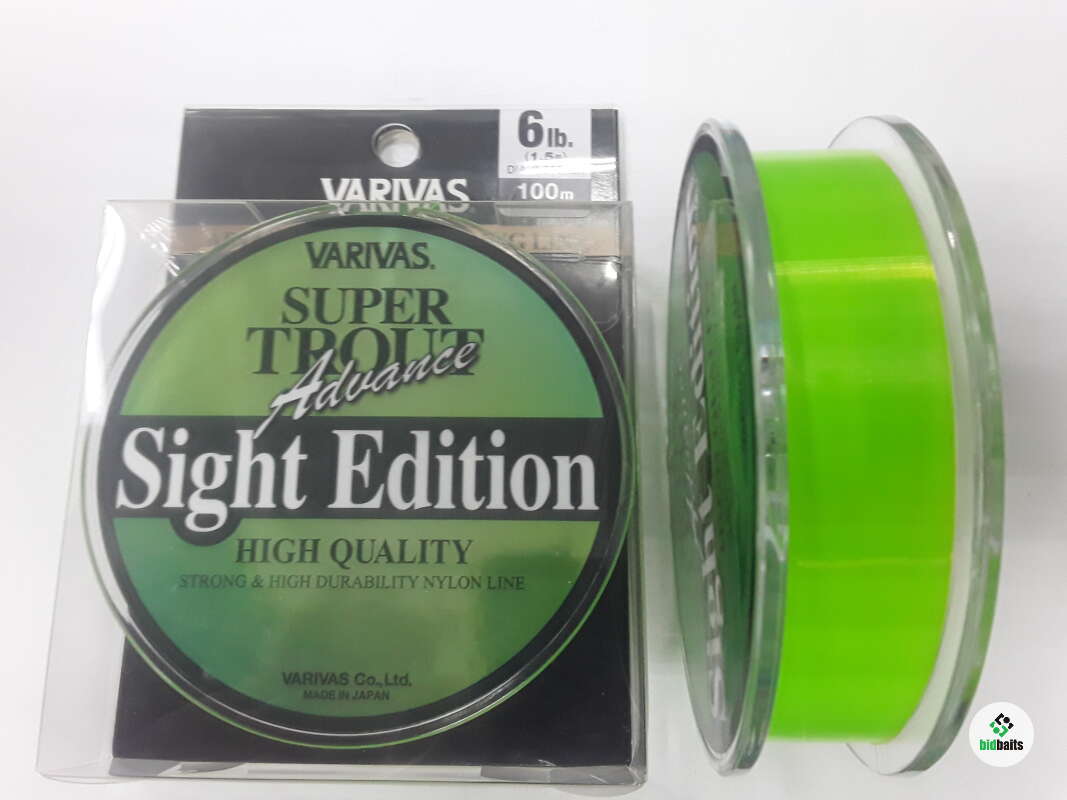 6lb.
(1.5号)
100m
VARIVAS
VARIVAS.
SUPER
TROUT
Advance
Sight Edition
HIGH QUALITY
STRONG & HIGH DURABILITY NYLON LINE
VARIVAS Co.,Ltd.
MADE IN JAPAN
bidbaits